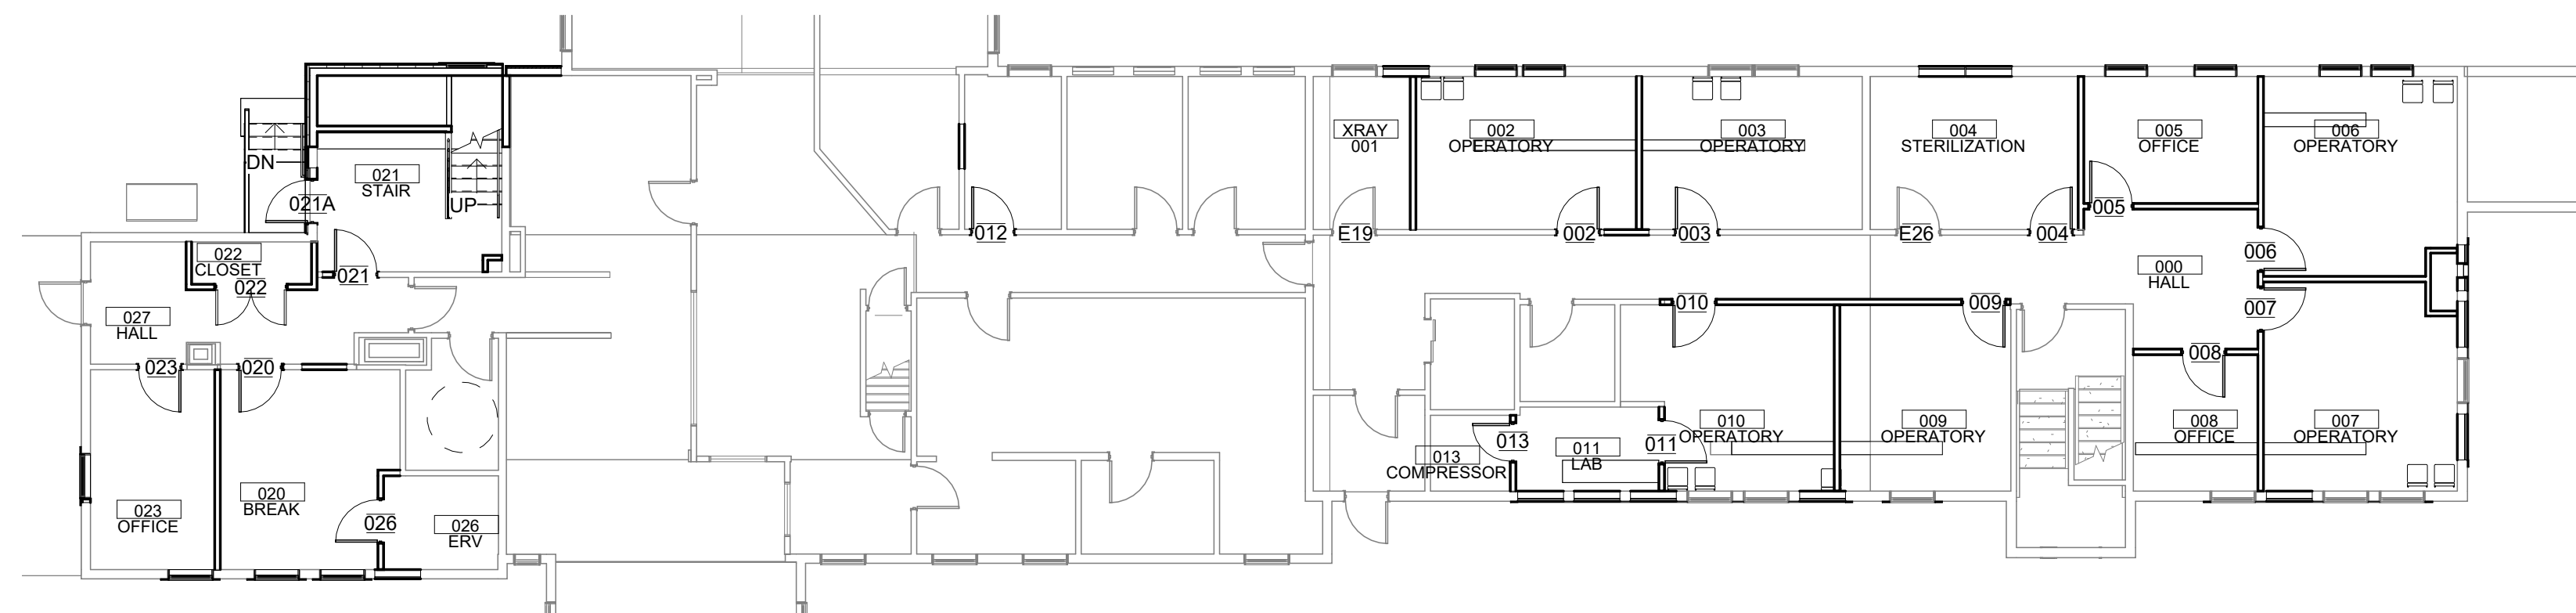 DN
021
STAIR
UP
021A
021
022
CLOSET
022
027
HALL
023
020
023
OFFICE
020
BREAK
026
026
ERV
012
XRAY
001
E19
002
OPERATORY
002
003
OPERATORY
003
004
STERILIZATION
E26
004
005
OFFICE
005
006
OPERATORY
006
000
HALL
007
010
009
008
013
COMPRESSOR
013
011
LAB
011
010
OPERATORY
009
OPERATORY
008
OFFICE
007
OPERATORY